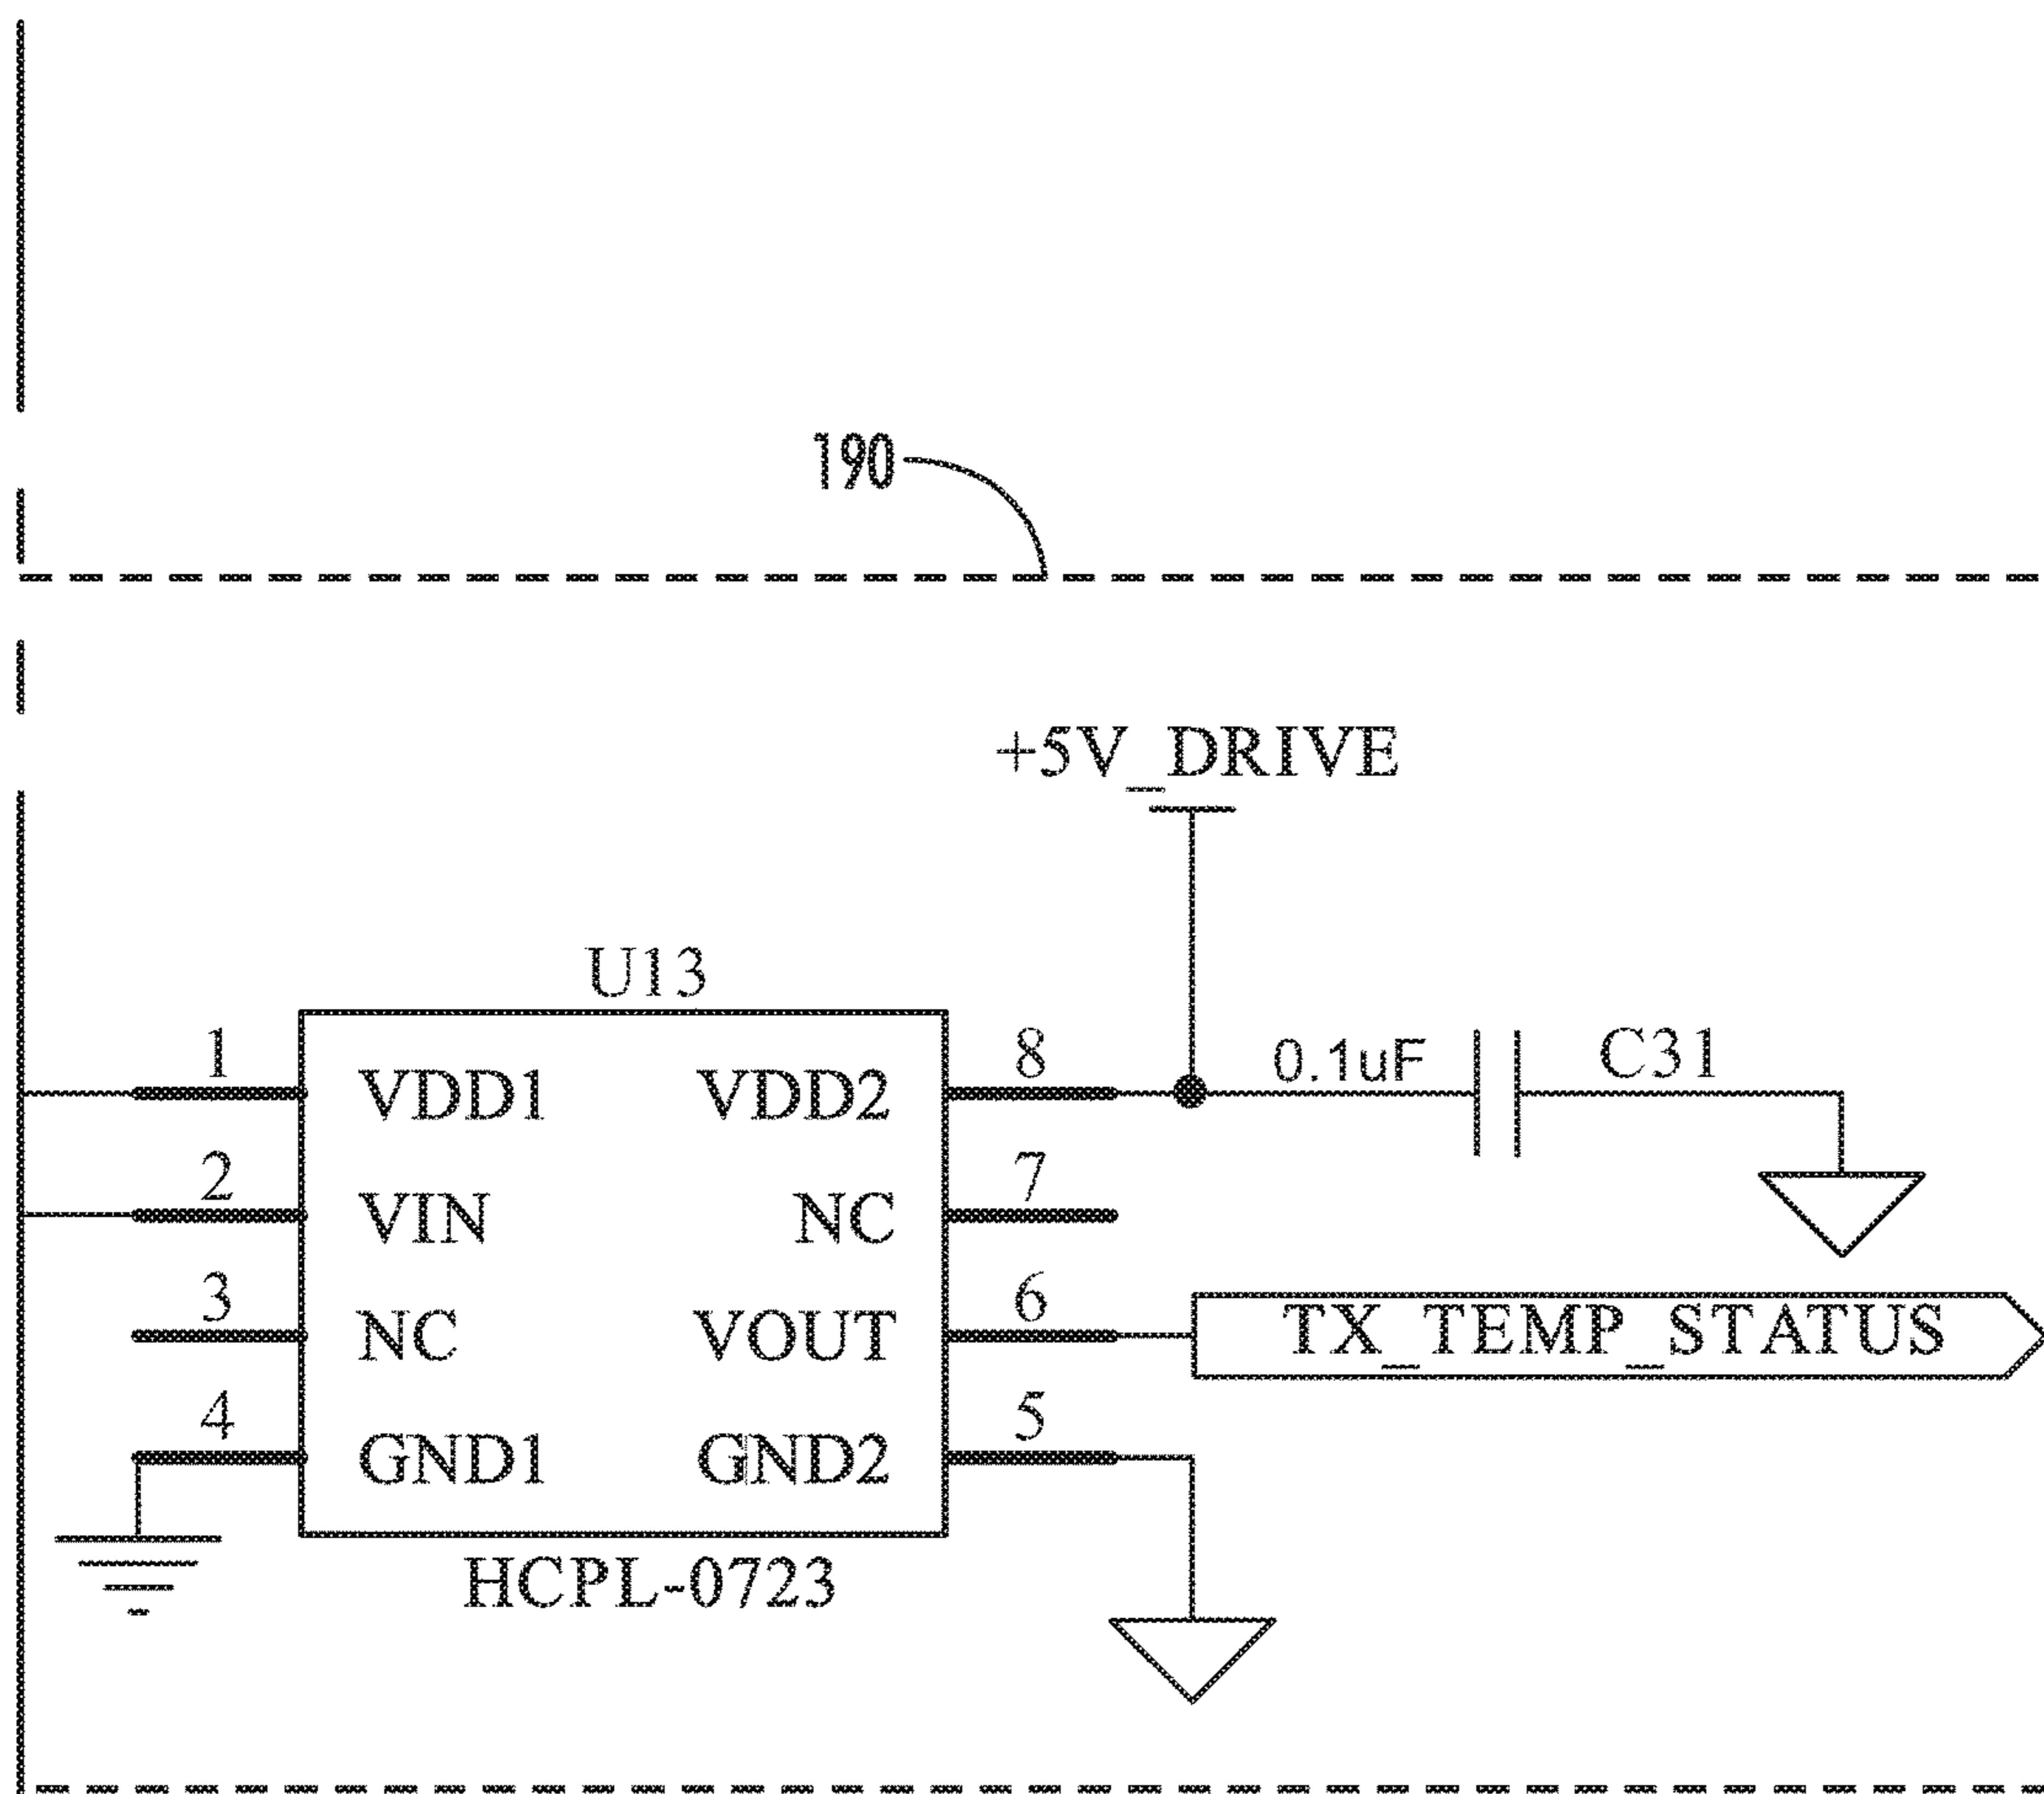 190
+5V_DRIVE
U13
1 VDD1 VDD2 8 0.1uF C31
2 VIN NC 7
3 NC VOUT 6 TX_TEMP_STATUS
4 GND1 GND2 5
HCPL-0723